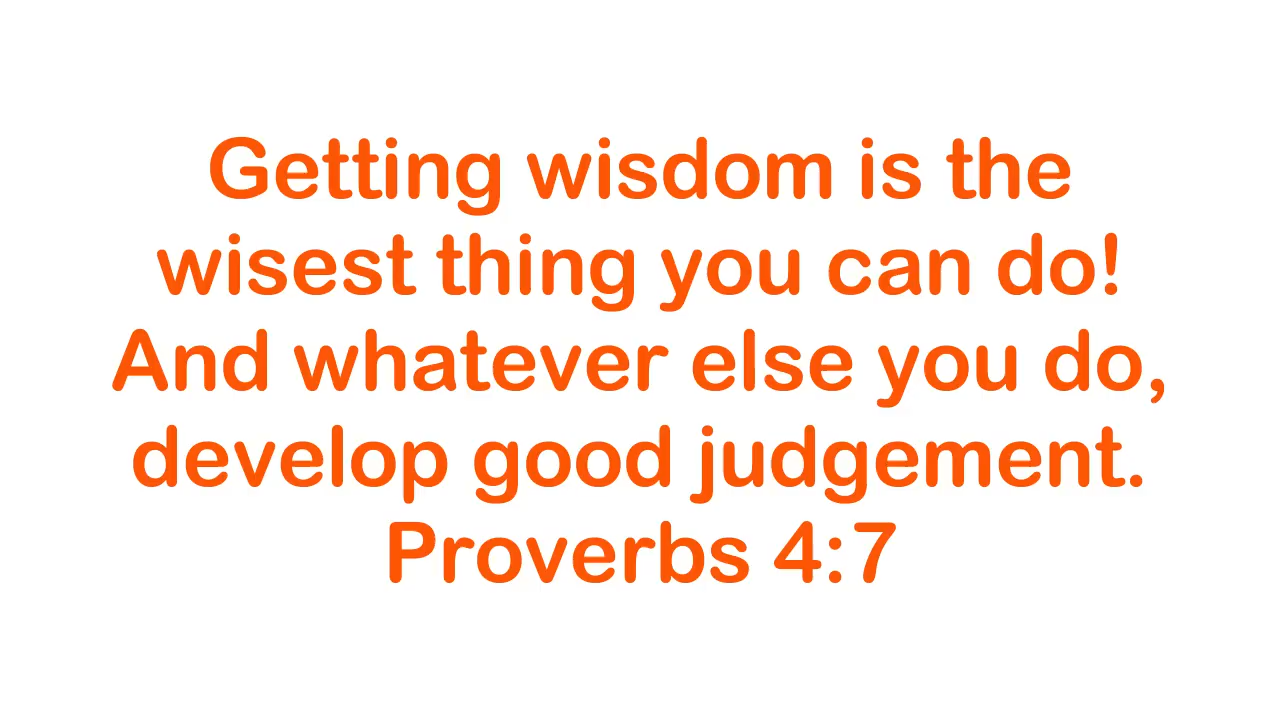 Getting wisdom is the
wisest thing you can do!
And whatever else you do,
develop good judgement.
Proverbs 4:7